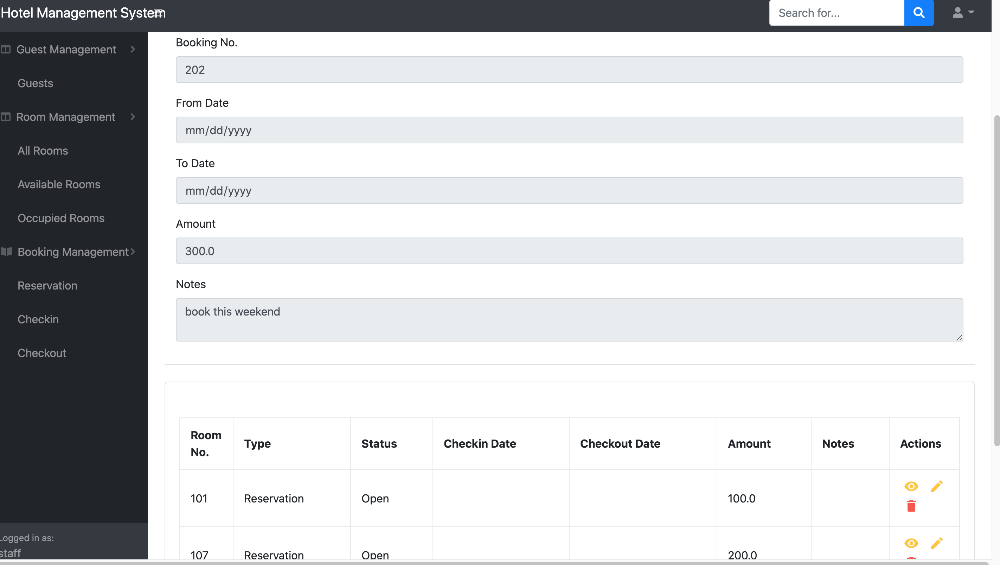 Hotel Management System
Search for...
Guest Management
Guests
Room Management
All Rooms
Available Rooms
Occupied Rooms
Booking Management
Reservation
Checkin
Checkout
Logged in as:
staff
Booking No.
202
From Date
mm/dd/yyyy
To Date
mm/dd/yyyy
Amount
300.0
Notes
book this weekend
Room No. Type Status Checkin Date Checkout Date Amount Notes Actions
101 Reservation Open 100.0
107 Reservation Open 200.0